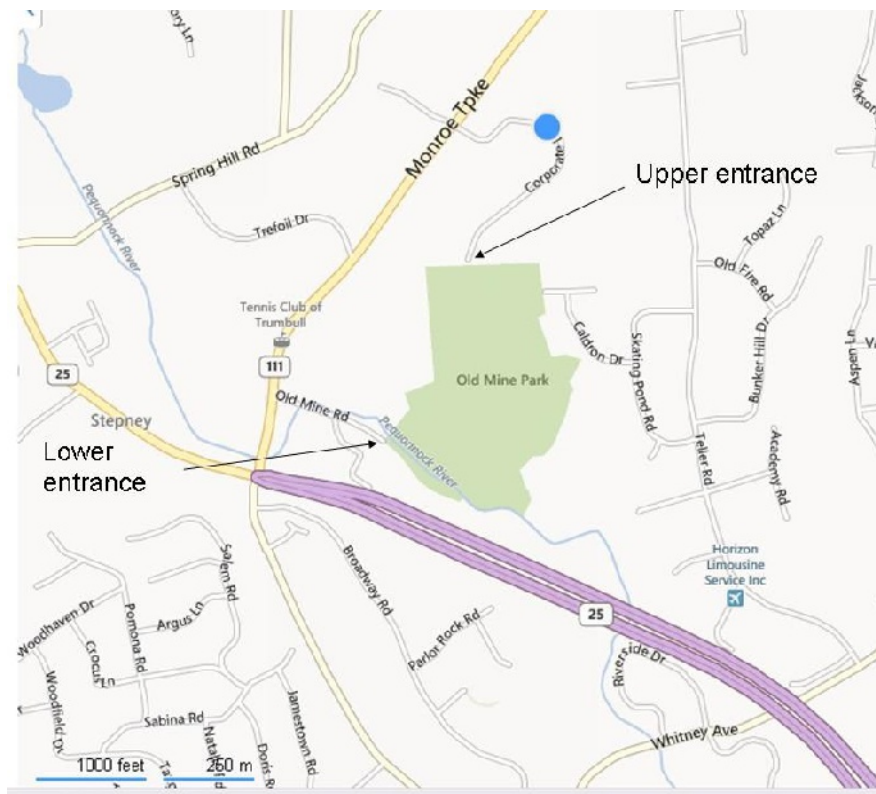 ory Ln
Monroe Tpke
Spring Hill Rd
Pequonnock River
Trefoil Dr
Corporate
Upper entrance
Jackson
Topaz Ln
Old Fire Rd
Tennis Club of
Trumbull
111
25
Stepney
Old Mine Rd
Caldron Dr
Skating Pond Rd
Bunker Hill Dr
Aspen Ln
Old Mine Park
Pequonnock River
Lower
entrance
Telier Rd
Academy Rd
Horizon
Limousine
Service Inc
25
Salem Rd
Broadway Rd
Argus Ln
Woodhaven Dr
Pomona Rd
Crocus Ln
Parlor Rock Rd
Riverside Dr
Woodfield Dr
Sabina Rd
Jamestown Rd
Doris R
Whitney Ave
1000 feet
250 m